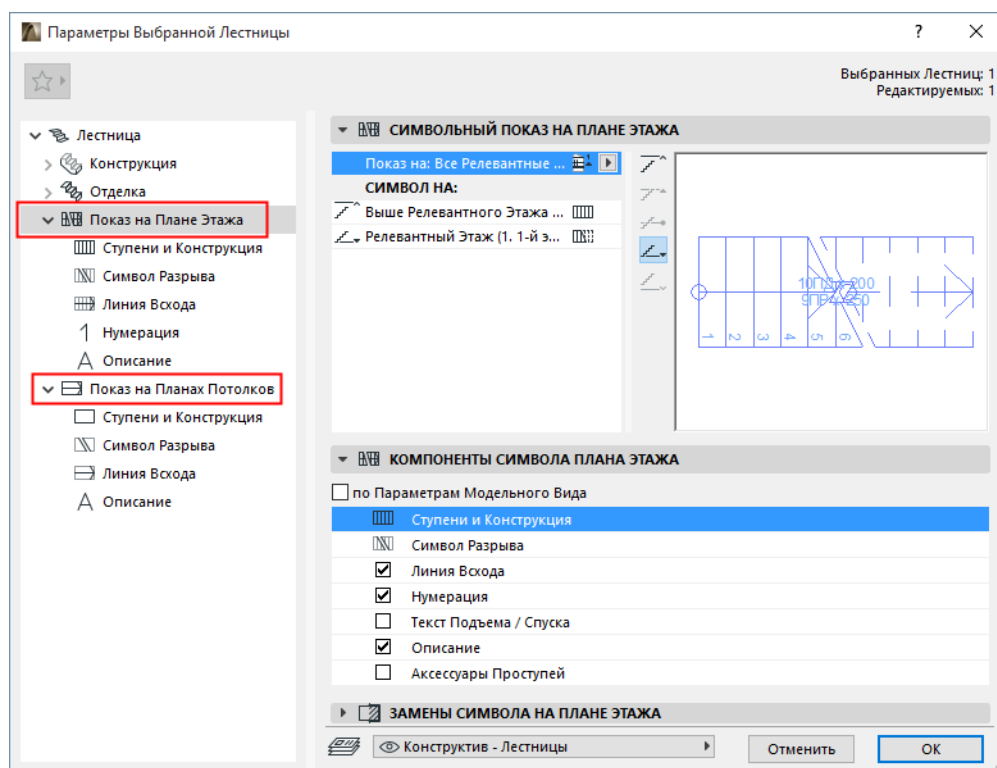 Параметры Выбранной Лестницы
?
Выбранных Лестниц: 1
Редактируемых: 1
Лестница
Конструкция
Отделка
Показ на Плане Этажа
Ступени и Конструкция
Символ Разрыва
Линия Всхода
Нумерация
Описание
Показ на Планах Потолков
Ступени и Конструкция
Символ Разрыва
Линия Всхода
Описание
СИМВОЛЬНЫЙ ПОКАЗ НА ПЛАНЕ ЭТАЖА
Показ на: Все Релевантные ...
СИМВОЛ НА:
Выше Релевантного Этажа ...
Релевантный Этаж (1. 1-й э...
1 2 3 4 5 6
КОМПОНЕНТЫ СИМВОЛА ПЛАНА ЭТАЖА
по Параметрам Модельного Вида
Ступени и Конструкция
Символ Разрыва
Линия Всхода
Нумерация
Текст Подъема / Спуска
Описание
Аксессуары Проступей
ЗАМЕНЫ СИМВОЛА НА ПЛАНЕ ЭТАЖА
Конструктив - Лестницы
Отменить
ОК